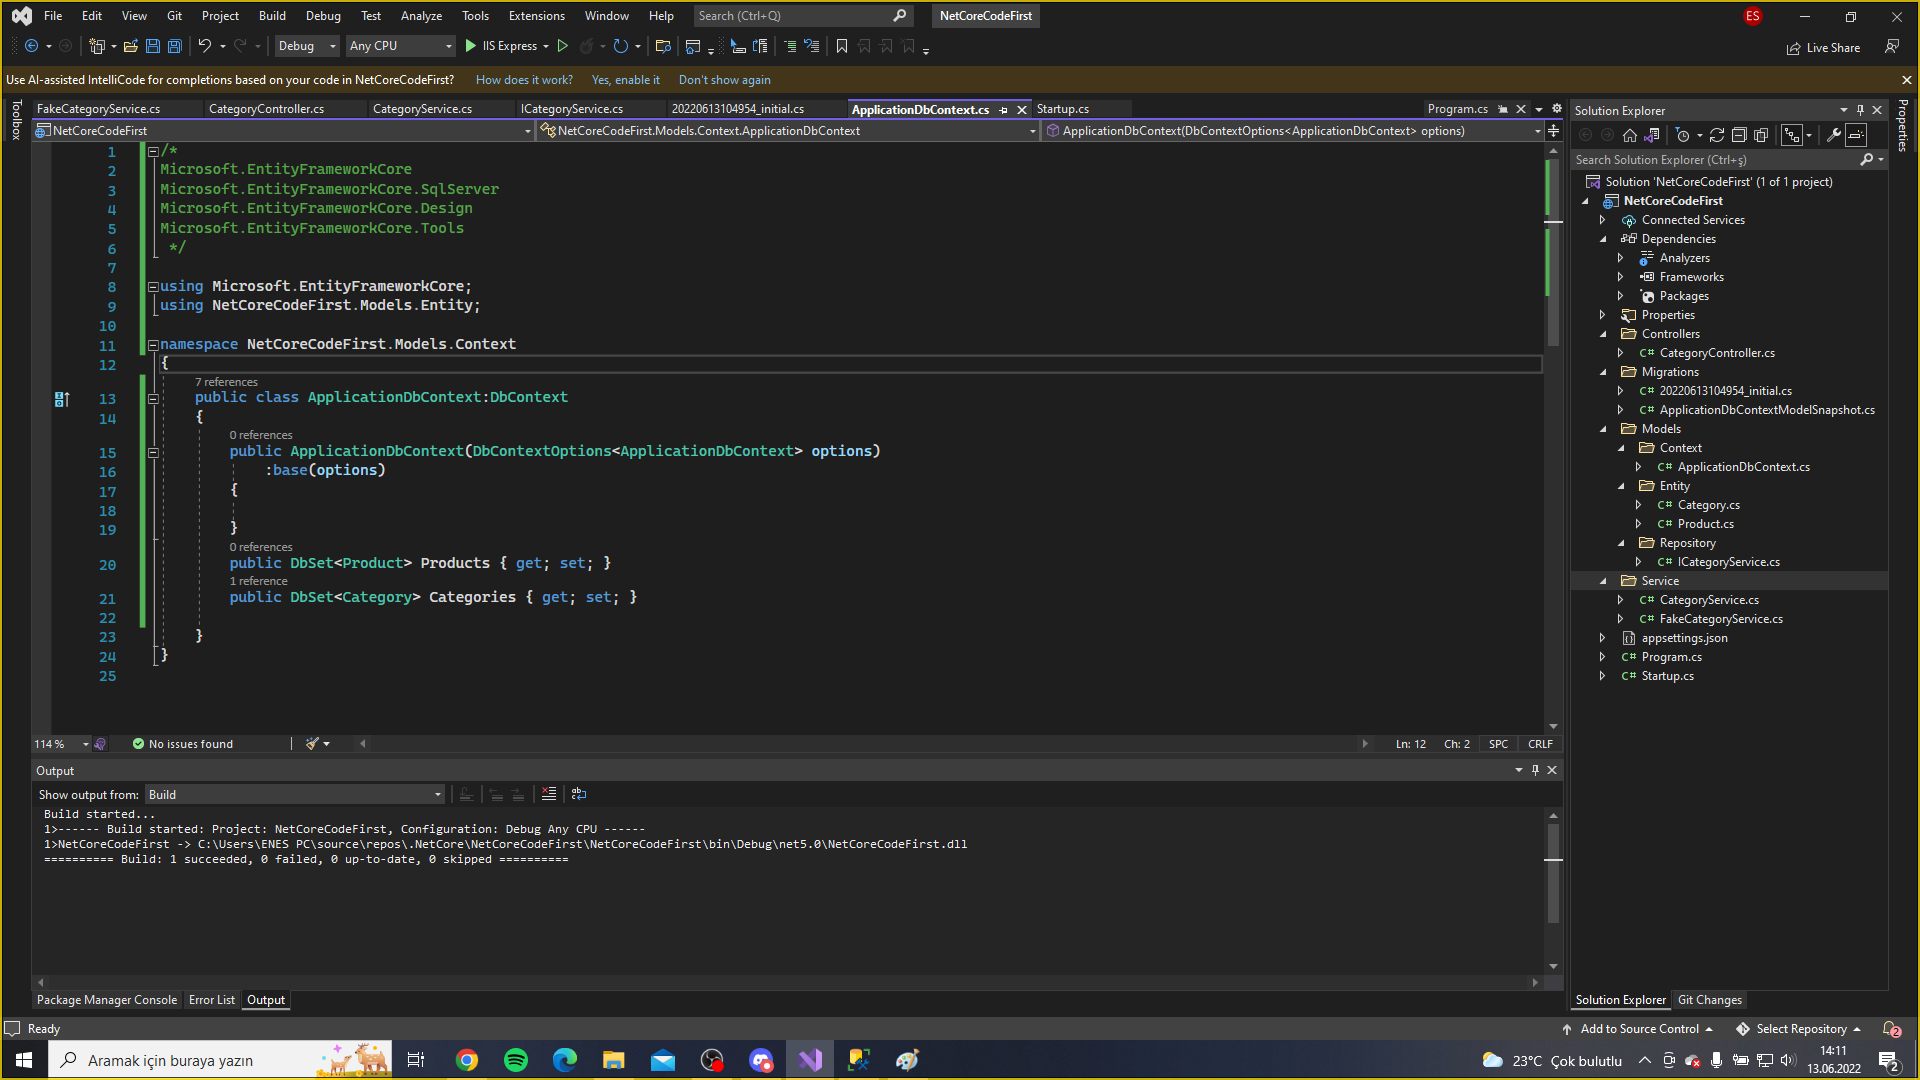 File Edit View Git Project Build Debug Test Analyze Tools Extensions Window Help Search (Ctrl+Q) NetCoreCodeFirst ES
Debug Any CPU IIS Express Live Share
Use AI-assisted IntelliCode for completions based on your code in NetCoreCodeFirst? How does it work? Yes, enable it Don't show again
Toolbox
FakeCategoryService.cs CategoryController.cs CategoryService.cs ICategoryService.cs 20220613104954_initial.cs ApplicationDbContext.cs Startup.cs Program.cs
NetCoreCodeFirst NetCoreCodeFirst.Models.Context.ApplicationDbContext ApplicationDbContext(DbContextOptions<ApplicationDbContext> options)
1 /*
2 Microsoft.EntityFrameworkCore
3 Microsoft.EntityFrameworkCore.SqlServer
4 Microsoft.EntityFrameworkCore.Design
5 Microsoft.EntityFrameworkCore.Tools
6 */
7
8 using Microsoft.EntityFrameworkCore;
9 using NetCoreCodeFirst.Models.Entity;
10
11 namespace NetCoreCodeFirst.Models.Context
12 {
7 references
13 public class ApplicationDbContext:DbContext
14 {
0 references
15 public ApplicationDbContext(DbContextOptions<ApplicationDbContext> options)
16 :base(options)
17 {
18
19 }
0 references
20 public DbSet<Product> Products { get; set; }
1 reference
21 public DbSet<Category> Categories { get; set; }
22
23 }
24 }
25
114 % No issues found Ln: 12 Ch: 2 SPC CRLF
Output
Show output from: Build
Build started...
1>------ Build started: Project: NetCoreCodeFirst, Configuration: Debug Any CPU ------
1>NetCoreCodeFirst -> C:\Users\ENES PC\source\repos\.NetCore\NetCoreCodeFirst\NetCoreCodeFirst\bin\Debug\net5.0\NetCoreCodeFirst.dll
========== Build: 1 succeeded, 0 failed, 0 up-to-date, 0 skipped ==========
Package Manager Console Error List Output
Solution Explorer
Properties
Search Solution Explorer (Ctrl+ş)
Solution 'NetCoreCodeFirst' (1 of 1 project)
NetCoreCodeFirst
Connected Services
Dependencies
Analyzers
Frameworks
Packages
Properties
Controllers
C# CategoryController.cs
Migrations
C# 20220613104954_initial.cs
C# ApplicationDbContextModelSnapshot.cs
Models
Context
C# ApplicationDbContext.cs
Entity
C# Category.cs
C# Product.cs
Repository
C# ICategoryService.cs
Service
C# CategoryService.cs
C# FakeCategoryService.cs
appsettings.json
C# Program.cs
C# Startup.cs
Solution Explorer Git Changes
Ready Add to Source Control Select Repository 2
Aramak için buraya yazın 23°C Çok bulutlu 14:11
13.06.2022 2